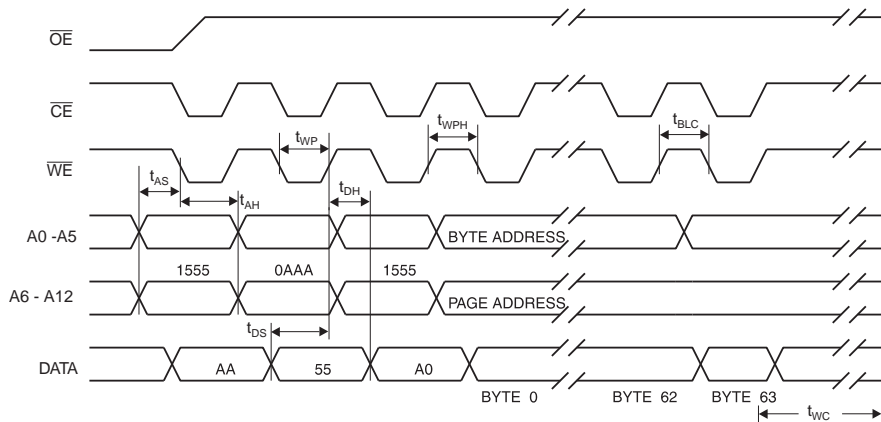 OE
CE
WE
tWP
tWPH
tBLC
tAS
tAH
tDH
A0 -A5
BYTE ADDRESS
1555
0AAA
1555
A6 - A12
PAGE ADDRESS
tDS
DATA
AA
55
A0
BYTE 0
BYTE 62
BYTE 63
tWC